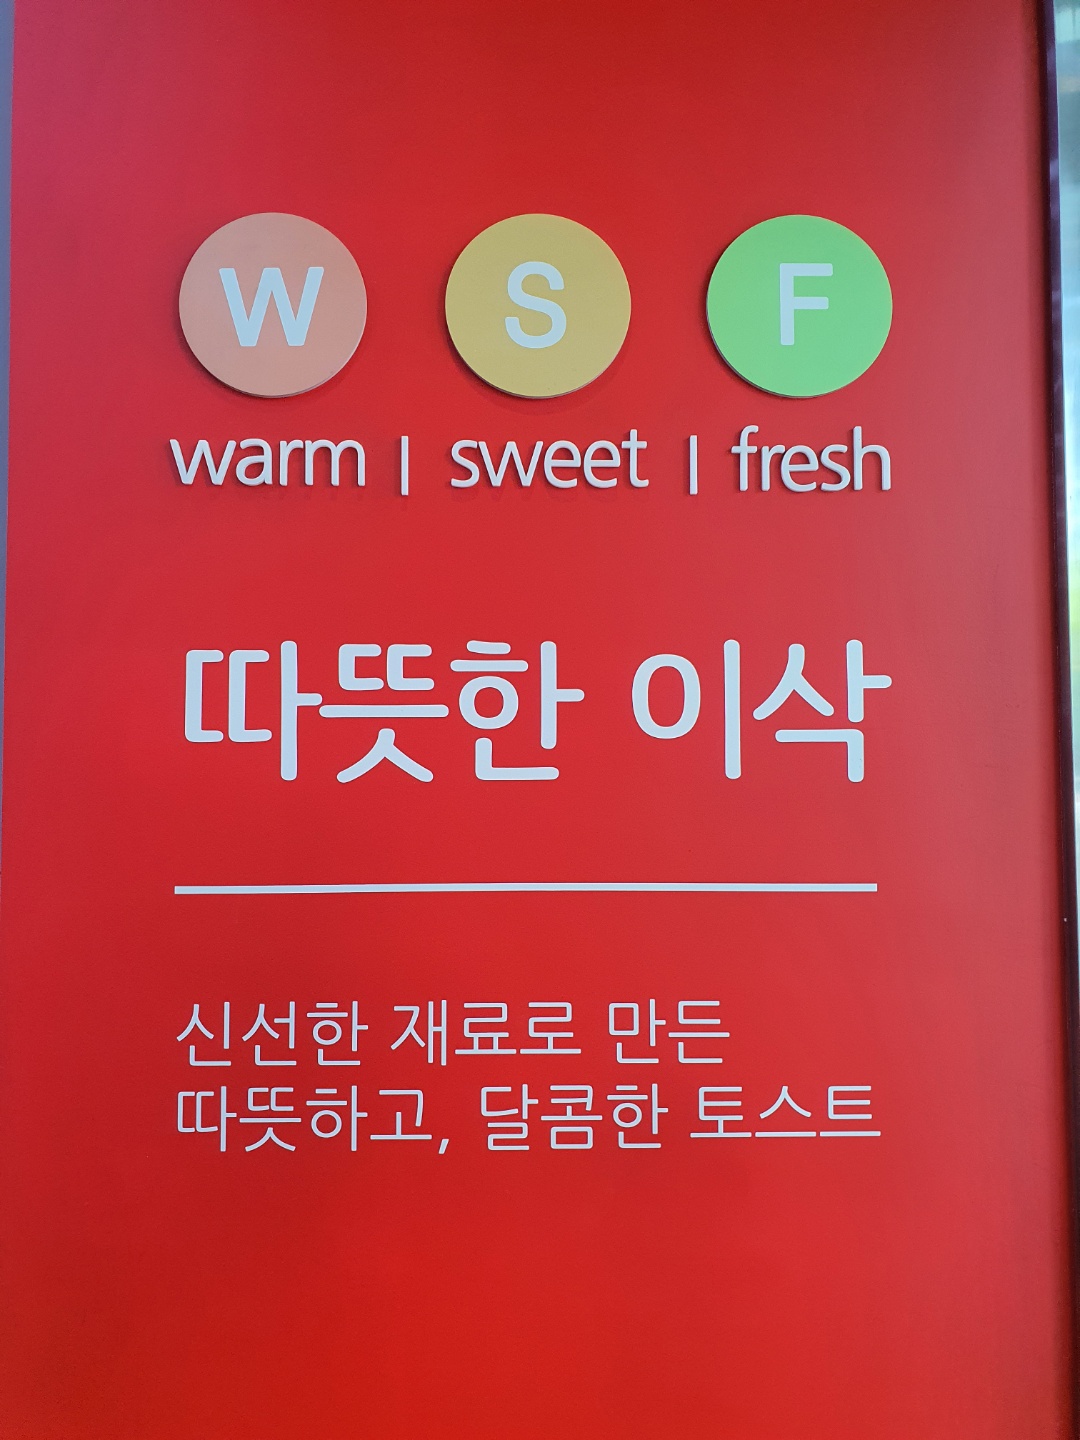 W S F
warm | sweet | fresh
따뜻한 이삭
신선한 재료로 만든
따뜻하고, 달콤한 토스트